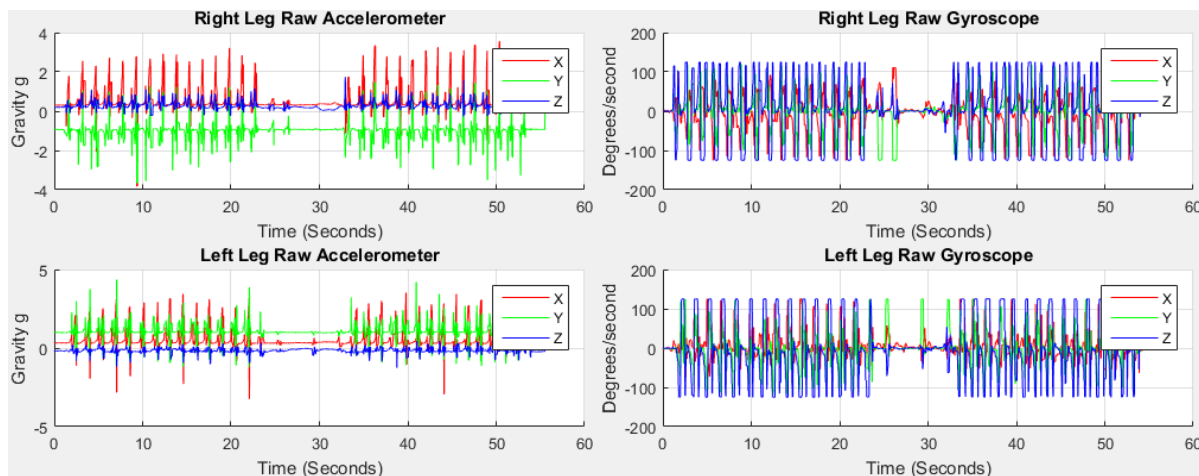 Right Leg Raw Accelerometer
4
2
0
-2
-4
Gravity g
X
Y
Z
0 10 20 30 40 50 60
Time (Seconds)
Right Leg Raw Gyroscope
200
100
0
-100
-200
Degrees/second
X
Y
Z
0 10 20 30 40 50 60
Time (Seconds)
Left Leg Raw Accelerometer
5
0
-5
Gravity g
X
Y
Z
0 10 20 30 40 50 60
Time (Seconds)
Left Leg Raw Gyroscope
200
100
0
-100
-200
Degrees/second
X
Y
Z
0 10 20 30 40 50 60
Time (Seconds)